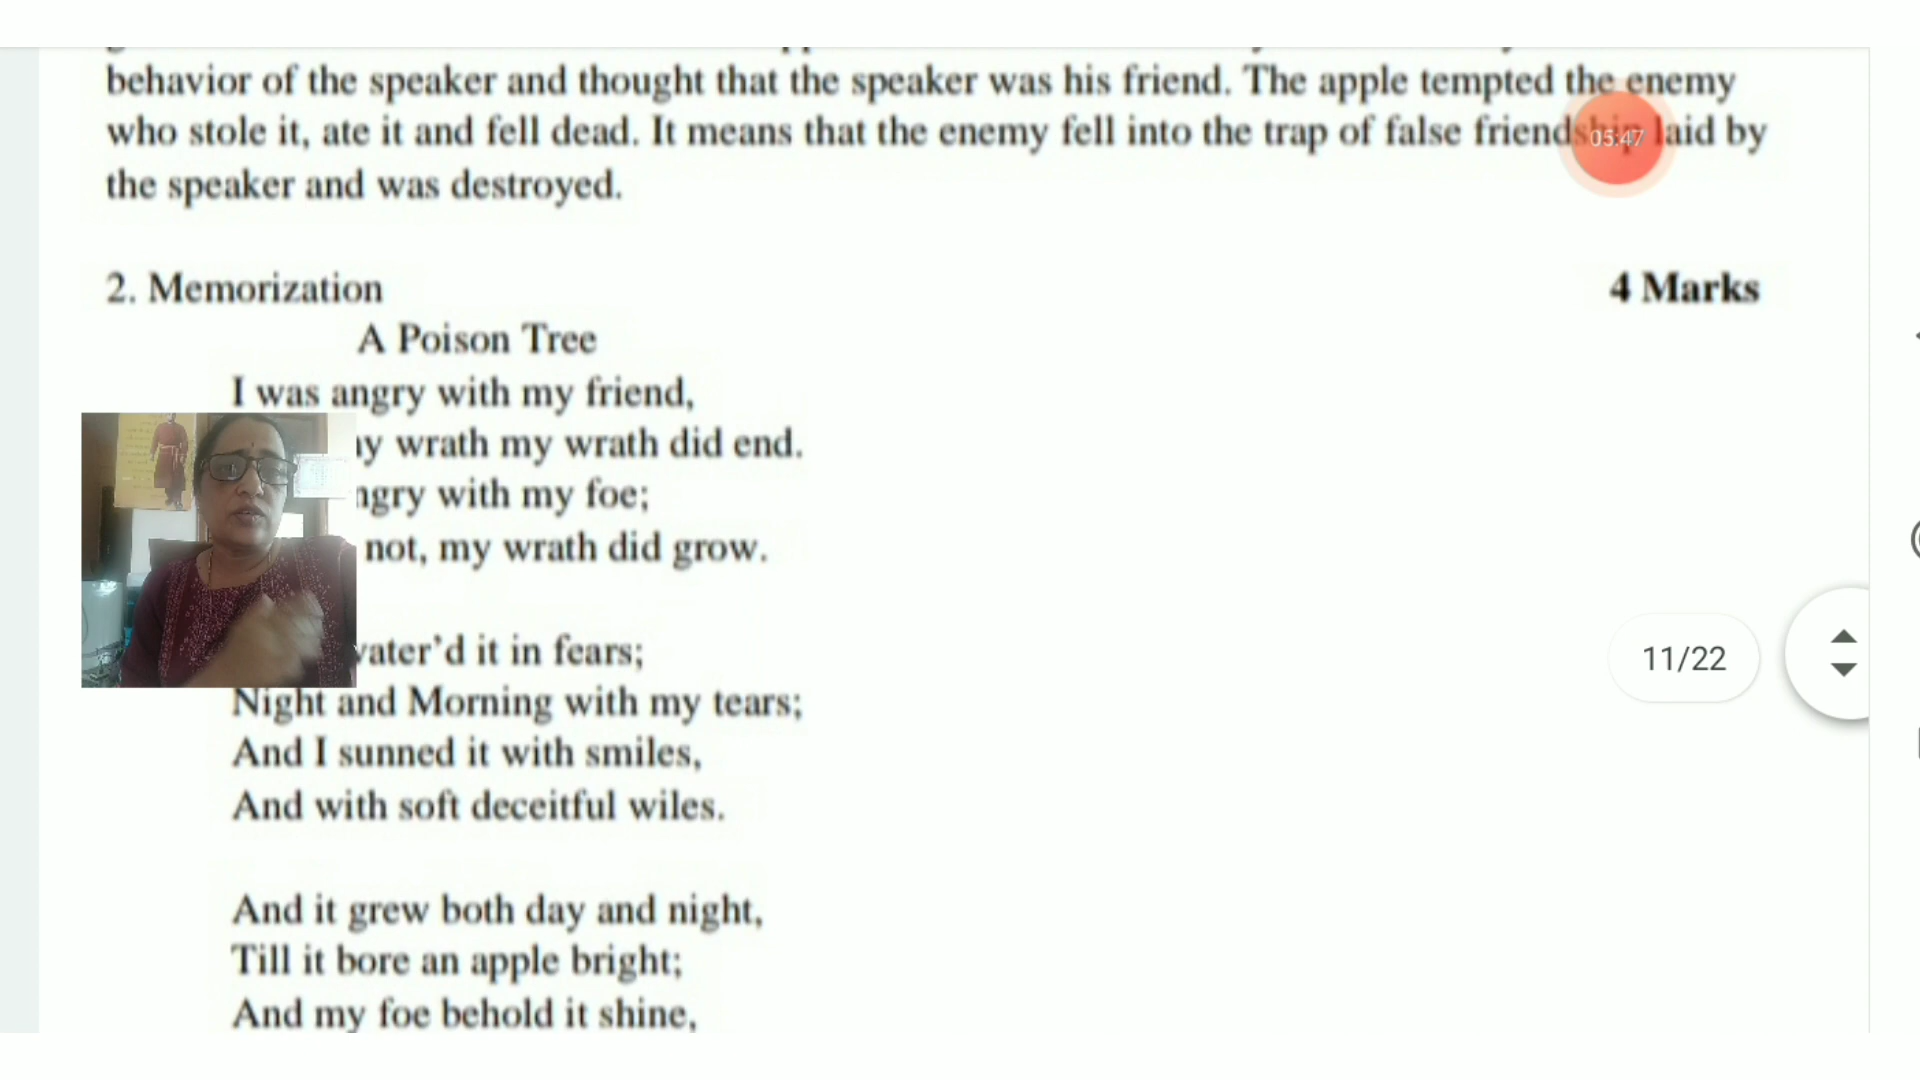 behavior of the speaker and thought that the speaker was his friend. The apple tempted the enemy
who stole it, ate it and fell dead. It means that the enemy fell into the trap of false friendship laid by
05:47
the speaker and was destroyed.
2. Memorization 4 Marks
A Poison Tree
I was angry with my friend,
wrath my wrath did end.
with my foe;
not, my wrath did grow.
it in fears;
11/22
Night and Morning with my tears;
And I sunned it with smiles,
And with soft deceitful wiles.
And it grew both day and night,
Till it bore an apple bright;
And my foe behold it shine,